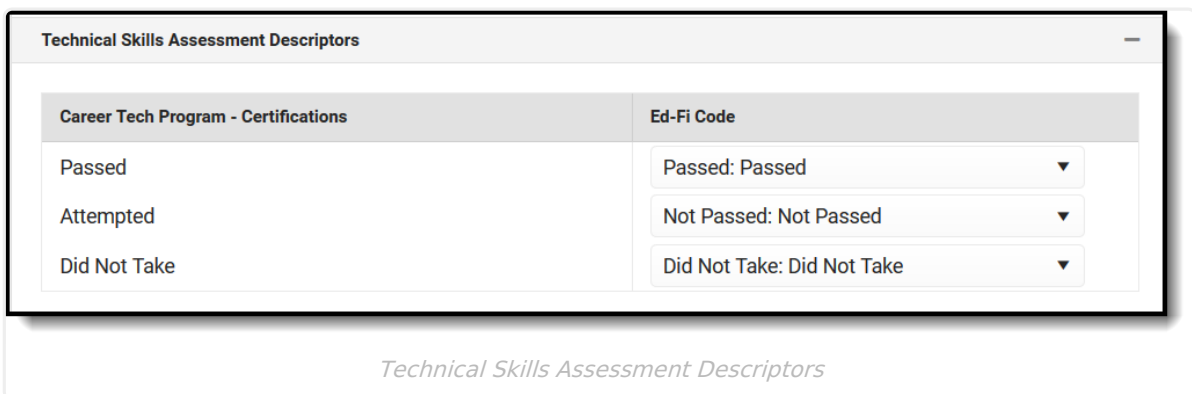 Technical Skills Assessment Descriptors
Career Tech Program - Certifications Ed-Fi Code
Passed Passed: Passed
Attempted Not Passed: Not Passed
Did Not Take Did Not Take: Did Not Take
Technical Skills Assessment Descriptors